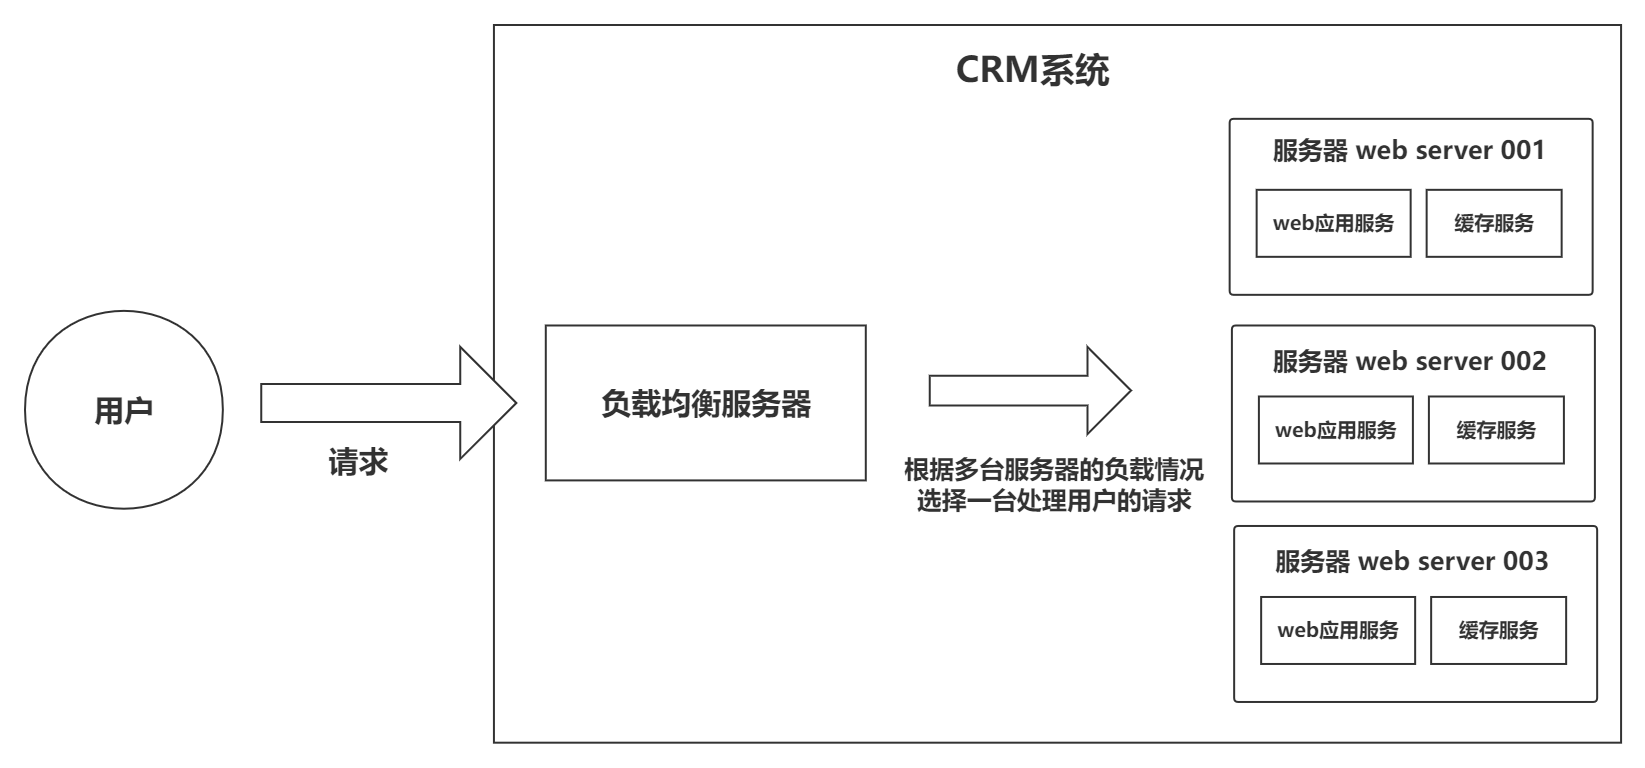 CRM系统
服务器 web server 001
web应用服务
缓存服务
用户
请求
负载均衡服务器
根据多台服务器的负载情况
选择一台处理用户的请求
服务器 web server 002
web应用服务
缓存服务
服务器 web server 003
web应用服务
缓存服务